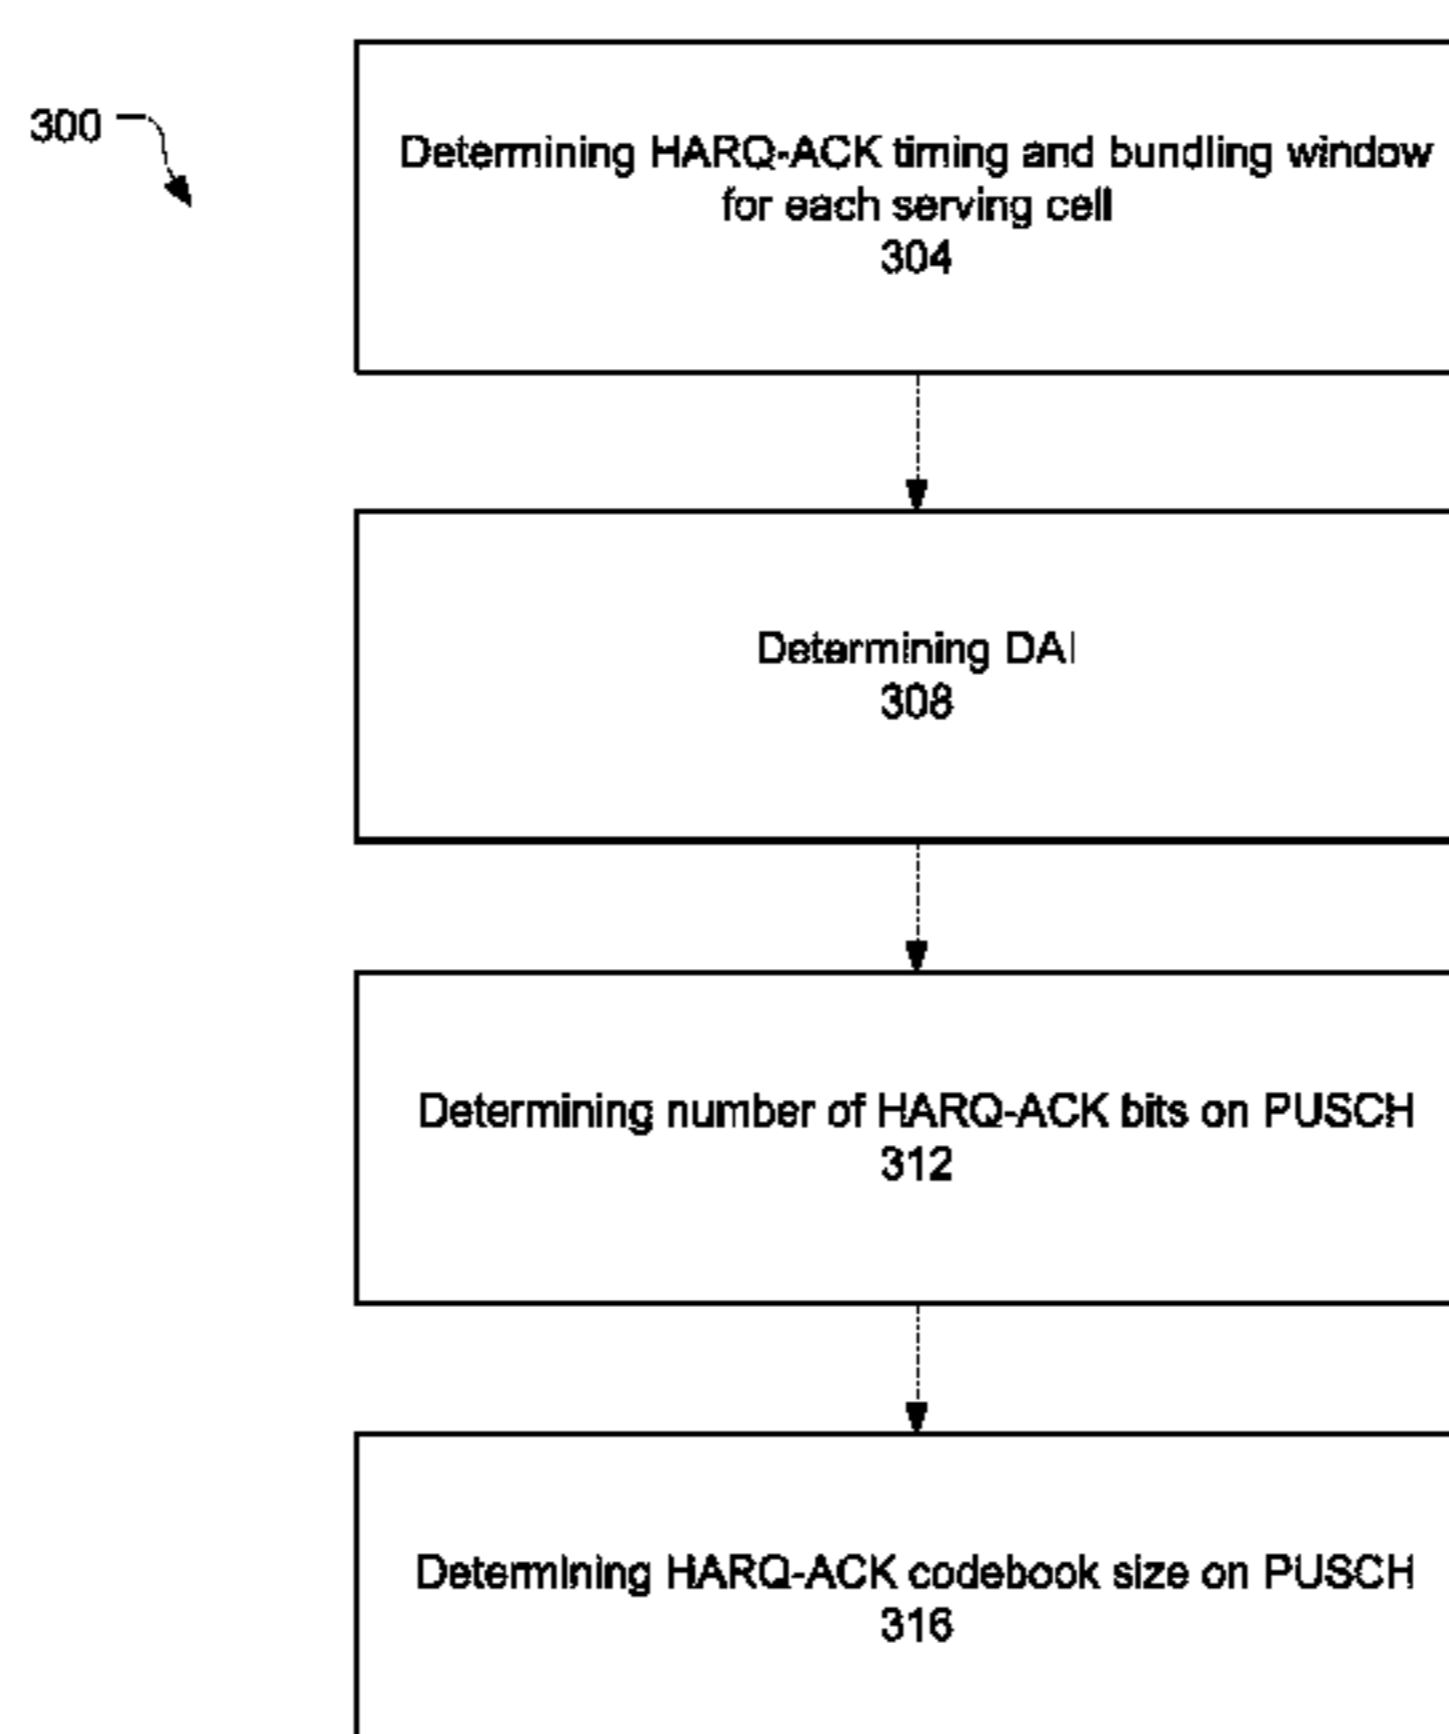 300
Determining HARQ-ACK timing and bundling window
for each serving cell
304
Determining DAI
308
Determining number of HARQ-ACK bits on PUSCH
312
Determining HARQ-ACK codebook size on PUSCH
316